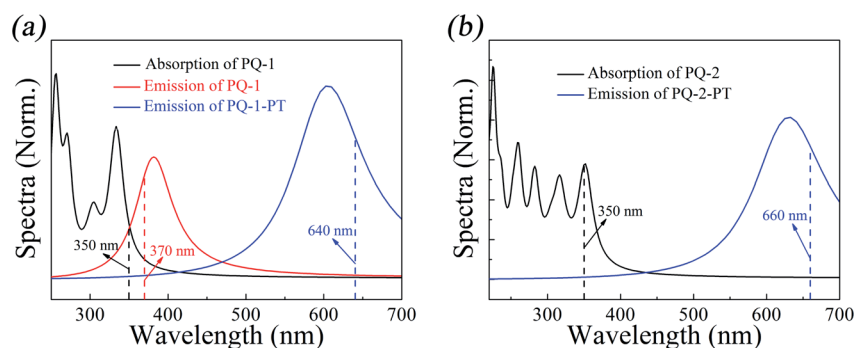 (a)
Spectra (Norm.)
Absorption of PQ-1
Emission of PQ-1
Emission of PQ-1-PT
350 nm
370 nm
640 nm
300
400
500
600
700
Wavelength (nm)
(b)
Spectra (Norm.)
Absorption of PQ-2
Emission of PQ-2-PT
350 nm
660 nm
300
400
500
600
700
Wavelength (nm)